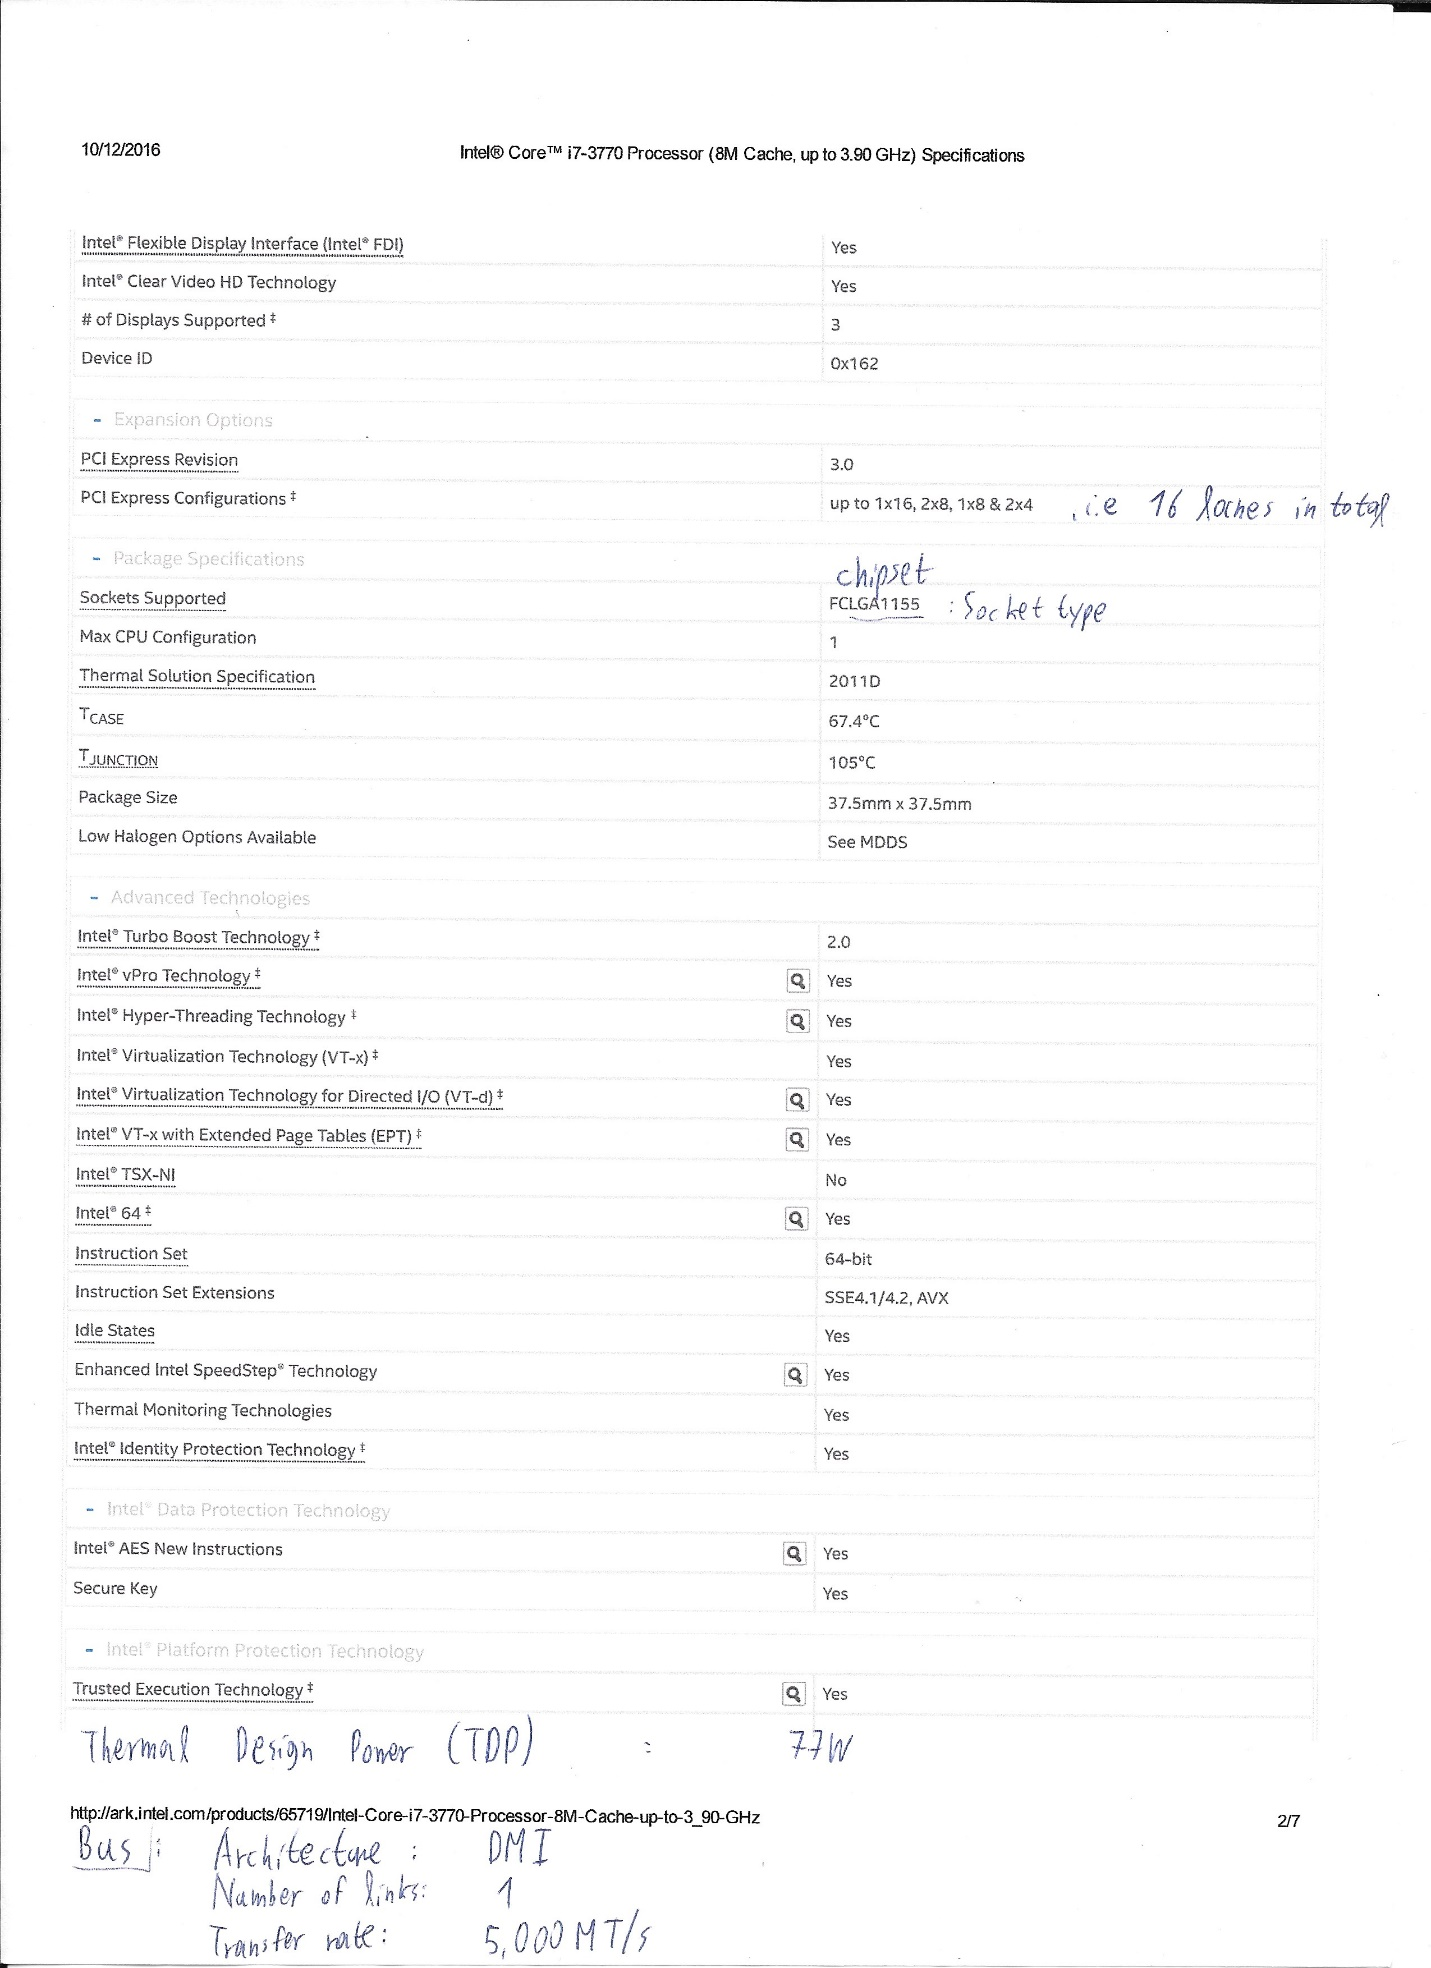 10/12/2016
Intel® Core™ i7-3770 Processor (8M Cache, up to 3.90 GHz) Specifications
Intel® Flexible Display Interface (Intel® FDI) Yes
Intel® Clear Video HD Technology Yes
# of Displays Supported ‡ 3
Device ID 0x162
- Expansion Options
PCI Express Revision 3.0
PCI Express Configurations ‡ up to 1x16, 2x8, 1x8 & 2x4 , i.e 16 laches in total
- Package Specifications
chipset
Sockets Supported FCLGA1155 : Socket type
Max CPU Configuration 1
Thermal Solution Specification 2011D
TCASE 67.4°C
TJUNCTION 105°C
Package Size 37.5mm x 37.5mm
Low Halogen Options Available See MDDS
- Advanced Technologies
Intel® Turbo Boost Technology ‡ 2.0
Intel® vPro Technology ‡ Yes
Intel® Hyper-Threading Technology ‡ Yes
Intel® Virtualization Technology (VT-x) ‡ Yes
Intel® Virtualization Technology for Directed I/O (VT-d) ‡ Yes
Intel® VT-x with Extended Page Tables (EPT) ‡ Yes
Intel® TSX-NI No
Intel® 64 ‡ Yes
Instruction Set 64-bit
Instruction Set Extensions SSE4.1/4.2, AVX
Idle States Yes
Enhanced Intel SpeedStep® Technology Yes
Thermal Monitoring Technologies Yes
Intel® Identity Protection Technology ‡ Yes
- Intel® Data Protection Technology
Intel® AES New Instructions Yes
Secure Key Yes
- Intel® Platform Protection Technology
Trusted Execution Technology ‡ Yes
Thermal Design Power (TDP) : 77W
http://ark.intel.com/products/65719/Intel-Core-i7-3770-Processor-8M-Cache-up-to-3_90-GHz 2/7
Bus : Architecture : DMI
Number of links: 1
Transfer rate: 5,000 MT/s